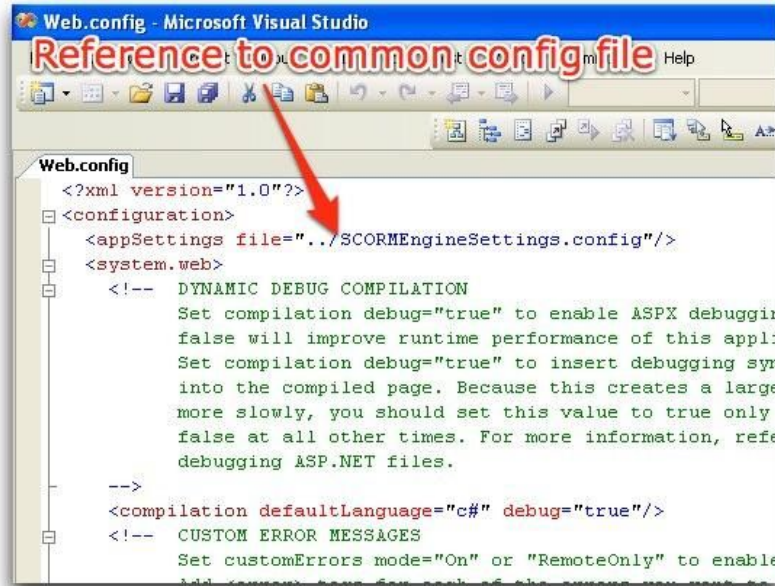 Web.config - Microsoft Visual Studio
Reference to common config file
Help
Web.config
<?xml version="1.0"?>
<configuration>
<appSettings file="../SCORMEngineSettings.config"/>
<system.web>
<!-- DYNAMIC DEBUG COMPILATION
Set compilation debug="true" to enable ASPX debuggin
false will improve runtime performance of this appli
Set compilation debug="true" to insert debugging sym
into the compiled page. Because this creates a large
more slowly, you should set this value to true only
false at all other times. For more information, refe
debugging ASP.NET files.
-->
<compilation defaultLanguage="c#" debug="true"/>
<!-- CUSTOM ERROR MESSAGES
Set customErrors mode="On" or "RemoteOnly" to enable